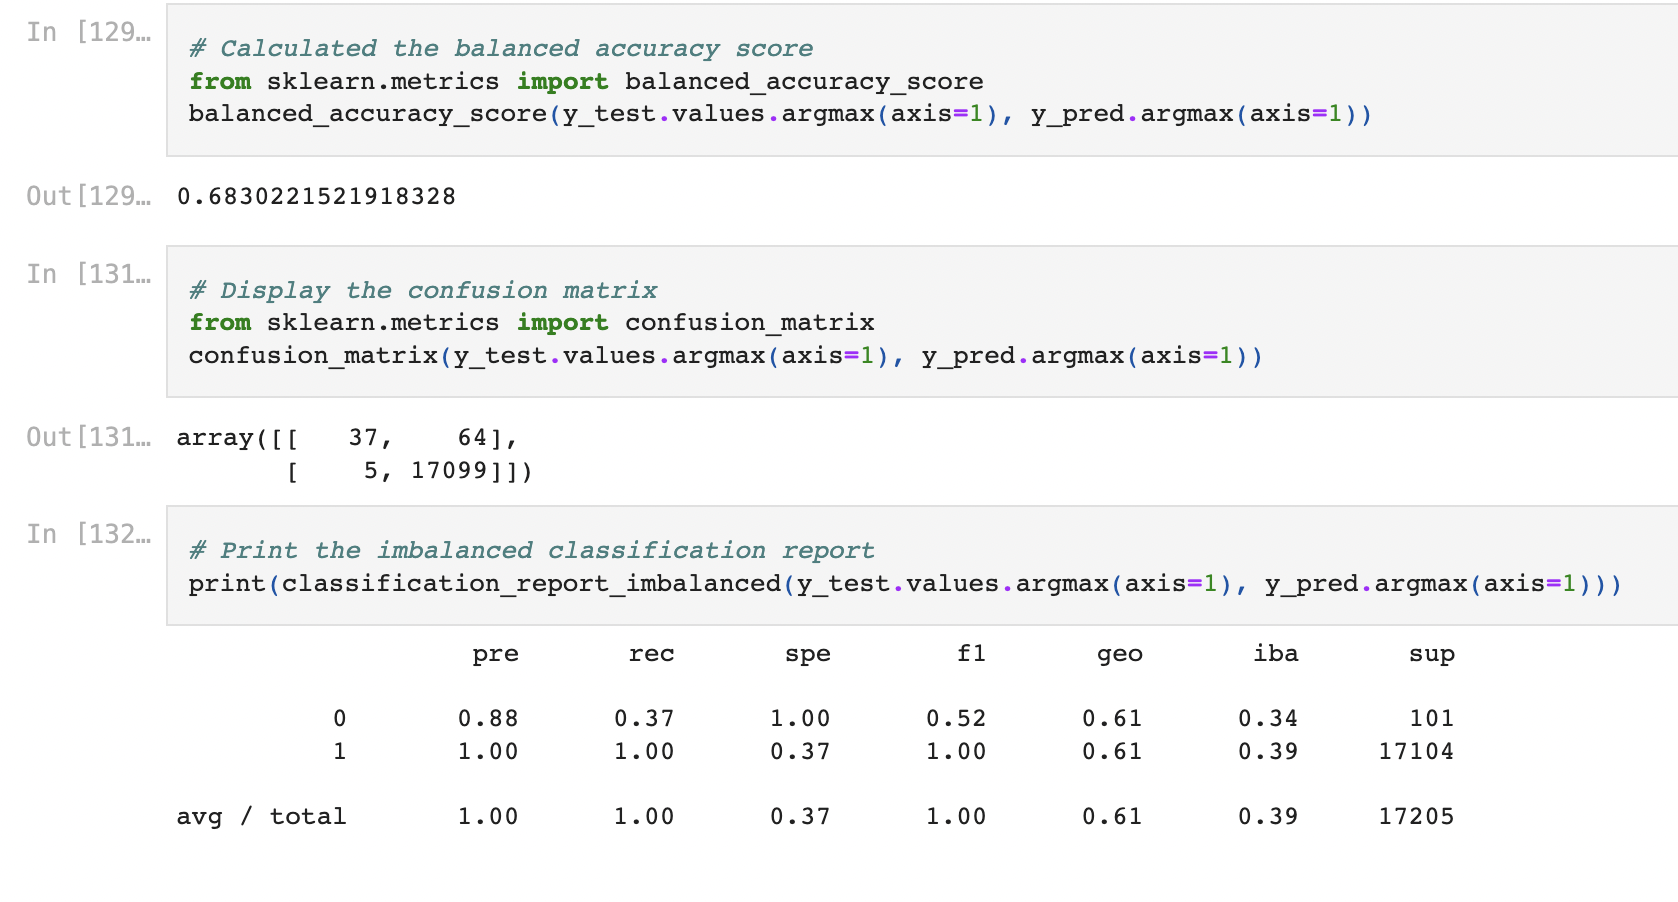 In [129…
# Calculated the balanced accuracy score
from sklearn.metrics import balanced_accuracy_score
balanced_accuracy_score(y_test.values.argmax(axis=1), y_pred.argmax(axis=1))
Out[129… 0.6830221521918328
In [131…
# Display the confusion matrix
from sklearn.metrics import confusion_matrix
confusion_matrix(y_test.values.argmax(axis=1), y_pred.argmax(axis=1))
Out[131… array([[   37,    64],
       [    5, 17099]])
In [132…
# Print the imbalanced classification report
print(classification_report_imbalanced(y_test.values.argmax(axis=1), y_pred.argmax(axis=1)))
pre rec spe f1 geo iba sup
0 0.88 0.37 1.00 0.52 0.61 0.34 101
1 1.00 1.00 0.37 1.00 0.61 0.39 17104
avg / total 1.00 1.00 0.37 1.00 0.61 0.39 17205